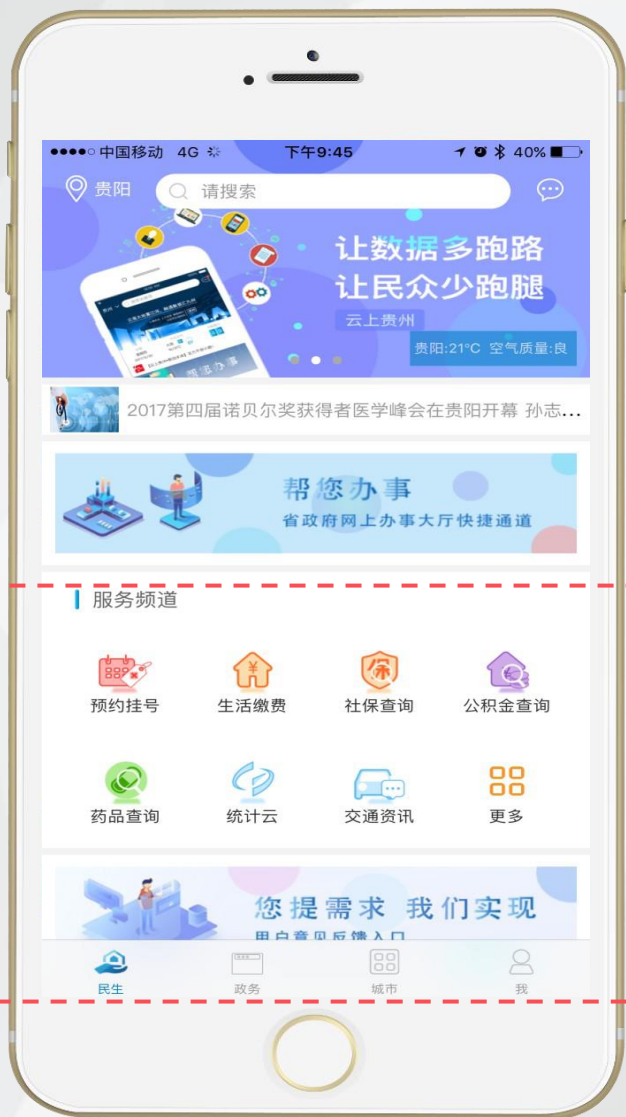 中国移动 4G 下午9:45 40%
贵阳 请搜索
让数据多跑路
让民众少跑腿
云上贵州
贵阳:21°C 空气质量:良
2017第四届诺贝尔奖获得者医学峰会在贵阳开幕 孙志...
帮您办事
省政府网上办事大厅快捷通道
服务频道
预约挂号 生活缴费 社保查询 公积金查询
药品查询 统计云 交通资讯 更多
您提需求 我们实现
用户意见反馈入口
民生 政务 城市 我